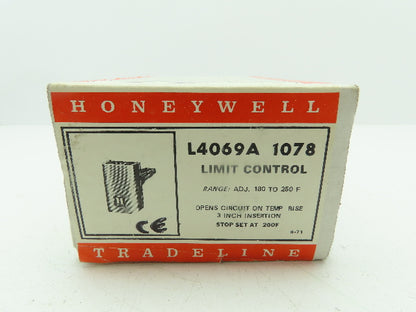 HONEYWELL
L4069A 1078
LIMIT CONTROL
RANGE: ADJ. 180 TO 250 F
OPENS CIRCUIT ON TEMP RISE
3 INCH INSERTION
STOP SET AT 200F
CE
TRADELINE